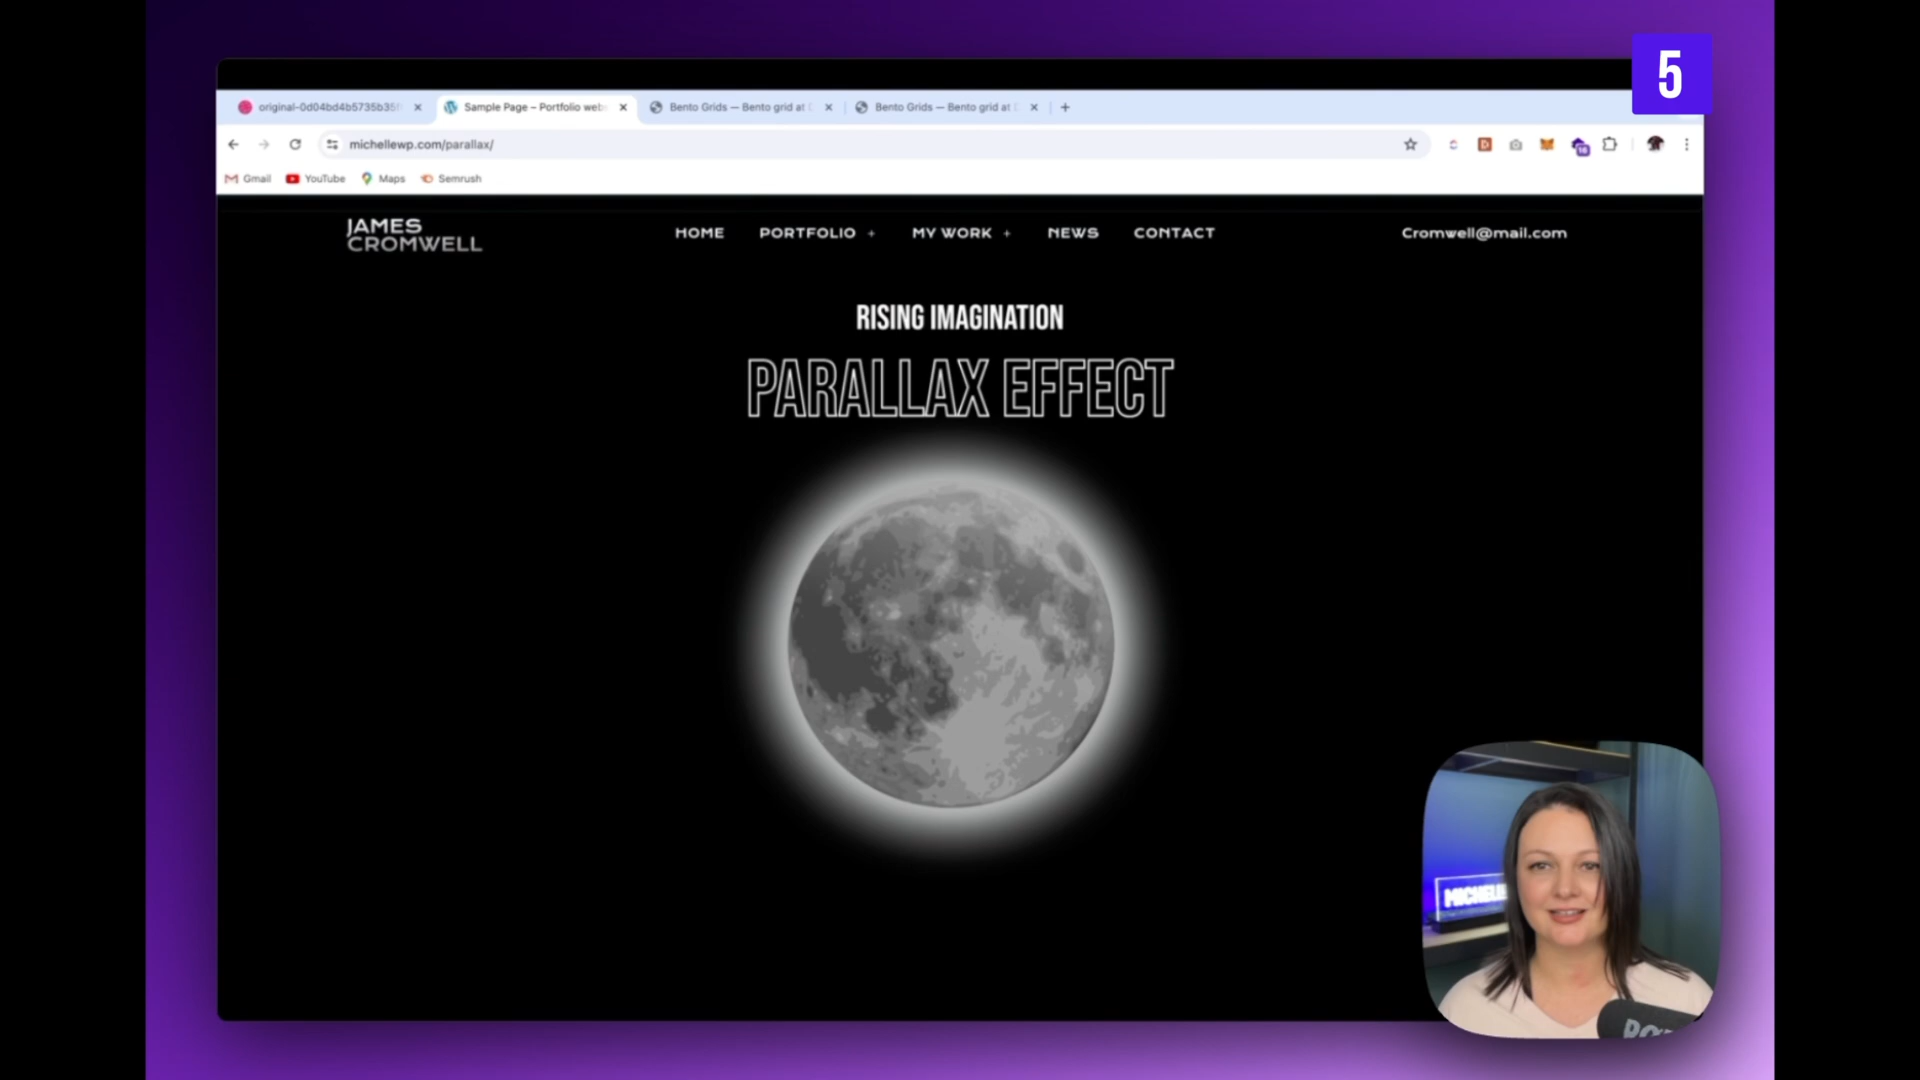 5
original-0d04bd4b5735b35f
Sample Page – Portfolio web
Bento Grids — Bento grid at
Bento Grids — Bento grid at
michellewp.com/parallax/
Gmail
YouTube
Maps
Semrush
JAMES
CROMWELL
HOME
PORTFOLIO +
MY WORK +
NEWS
CONTACT
Cromwell@mail.com
RISING IMAGINATION
PARALLAX EFFECT